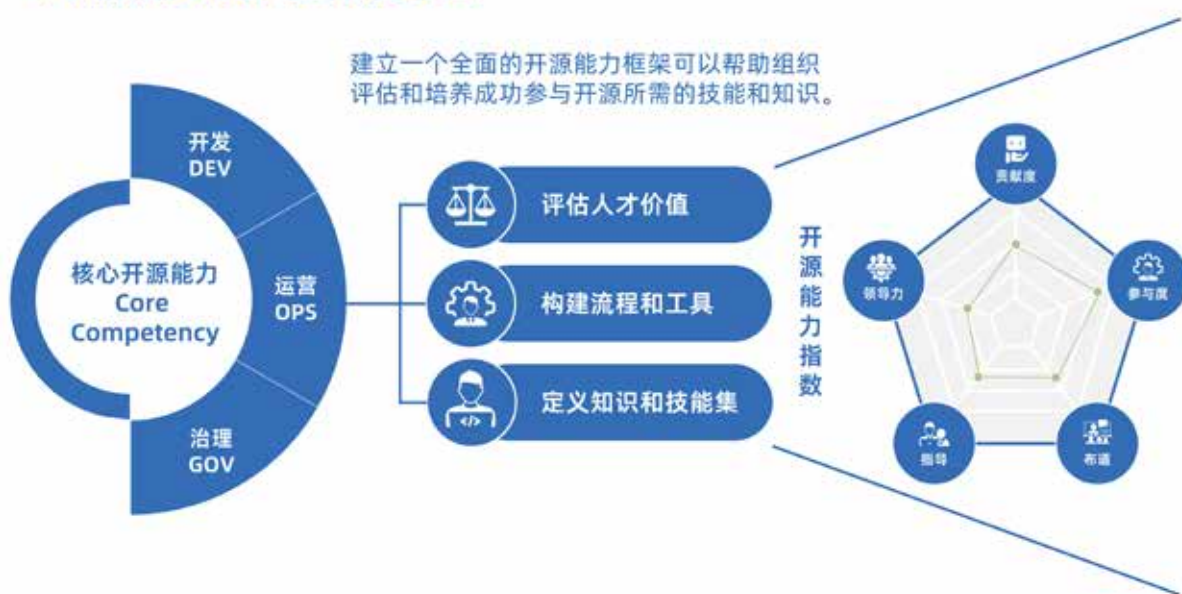 建立一个全面的开源能力框架可以帮助组织
评估和培养成功参与开源所需的技能和知识。
开发
DEV
核心开源能力
Core
Competency
运营
OPS
治理
GOV
评估人才价值
构建流程和工具
定义知识和技能集
</>
开源能力指数
贡献度
领导力
参与度
指导
布道